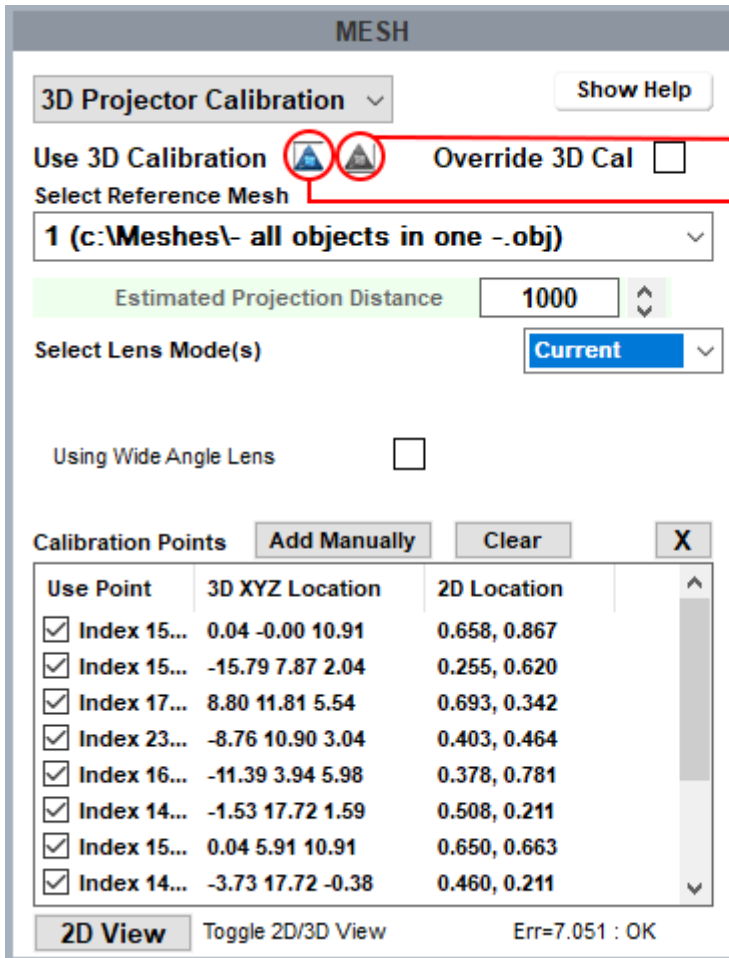 MESH
3D Projector Calibration
Show Help
Use 3D Calibration
Override 3D Cal
Select Reference Mesh
1 (c:\Meshes\- all objects in one -.obj)
Estimated Projection Distance 1000
Select Lens Mode(s) Current
Using Wide Angle Lens
Calibration Points Add Manually Clear X
Use Point 3D XYZ Location 2D Location
Index 15... 0.04 -0.00 10.91 0.658, 0.867
Index 15... -15.79 7.87 2.04 0.255, 0.620
Index 17... 8.80 11.81 5.54 0.693, 0.342
Index 23... -8.76 10.90 3.04 0.403, 0.464
Index 16... -11.39 3.94 5.98 0.378, 0.781
Index 14... -1.53 17.72 1.59 0.508, 0.211
Index 15... 0.04 5.91 10.91 0.650, 0.663
Index 14... -3.73 17.72 -0.38 0.460, 0.211
2D View Toggle 2D/3D View Err=7.051 : OK